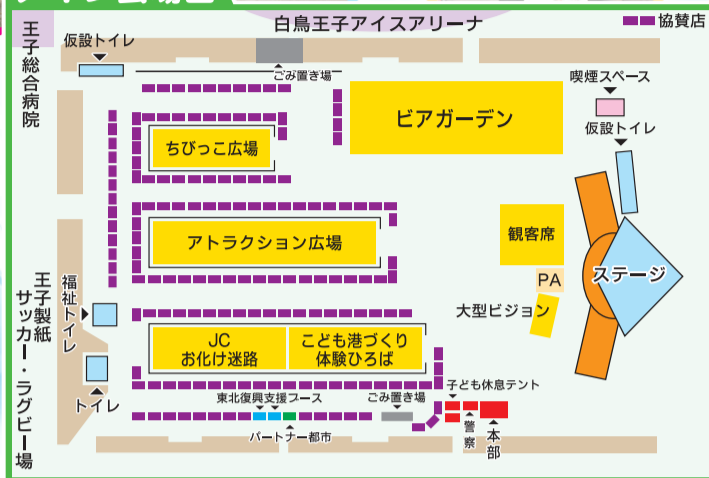 白鳥王子アイスアリーナ
協賛店
王子総合病院
仮設トイレ
ごみ置き場
喫煙スペース
仮設トイレ
ビアガーデン
ちびっこ広場
アトラクション広場
観客席
PA
ステージ
大型ビジョン
王子製紙
サッカー・ラグビー場
福祉トイレ
トイレ
JC
お化け迷路
こども港づくり
体験ひろば
東北復興支援ブース
ごみ置き場
子ども休息テント
パートナー都市
警察
本部